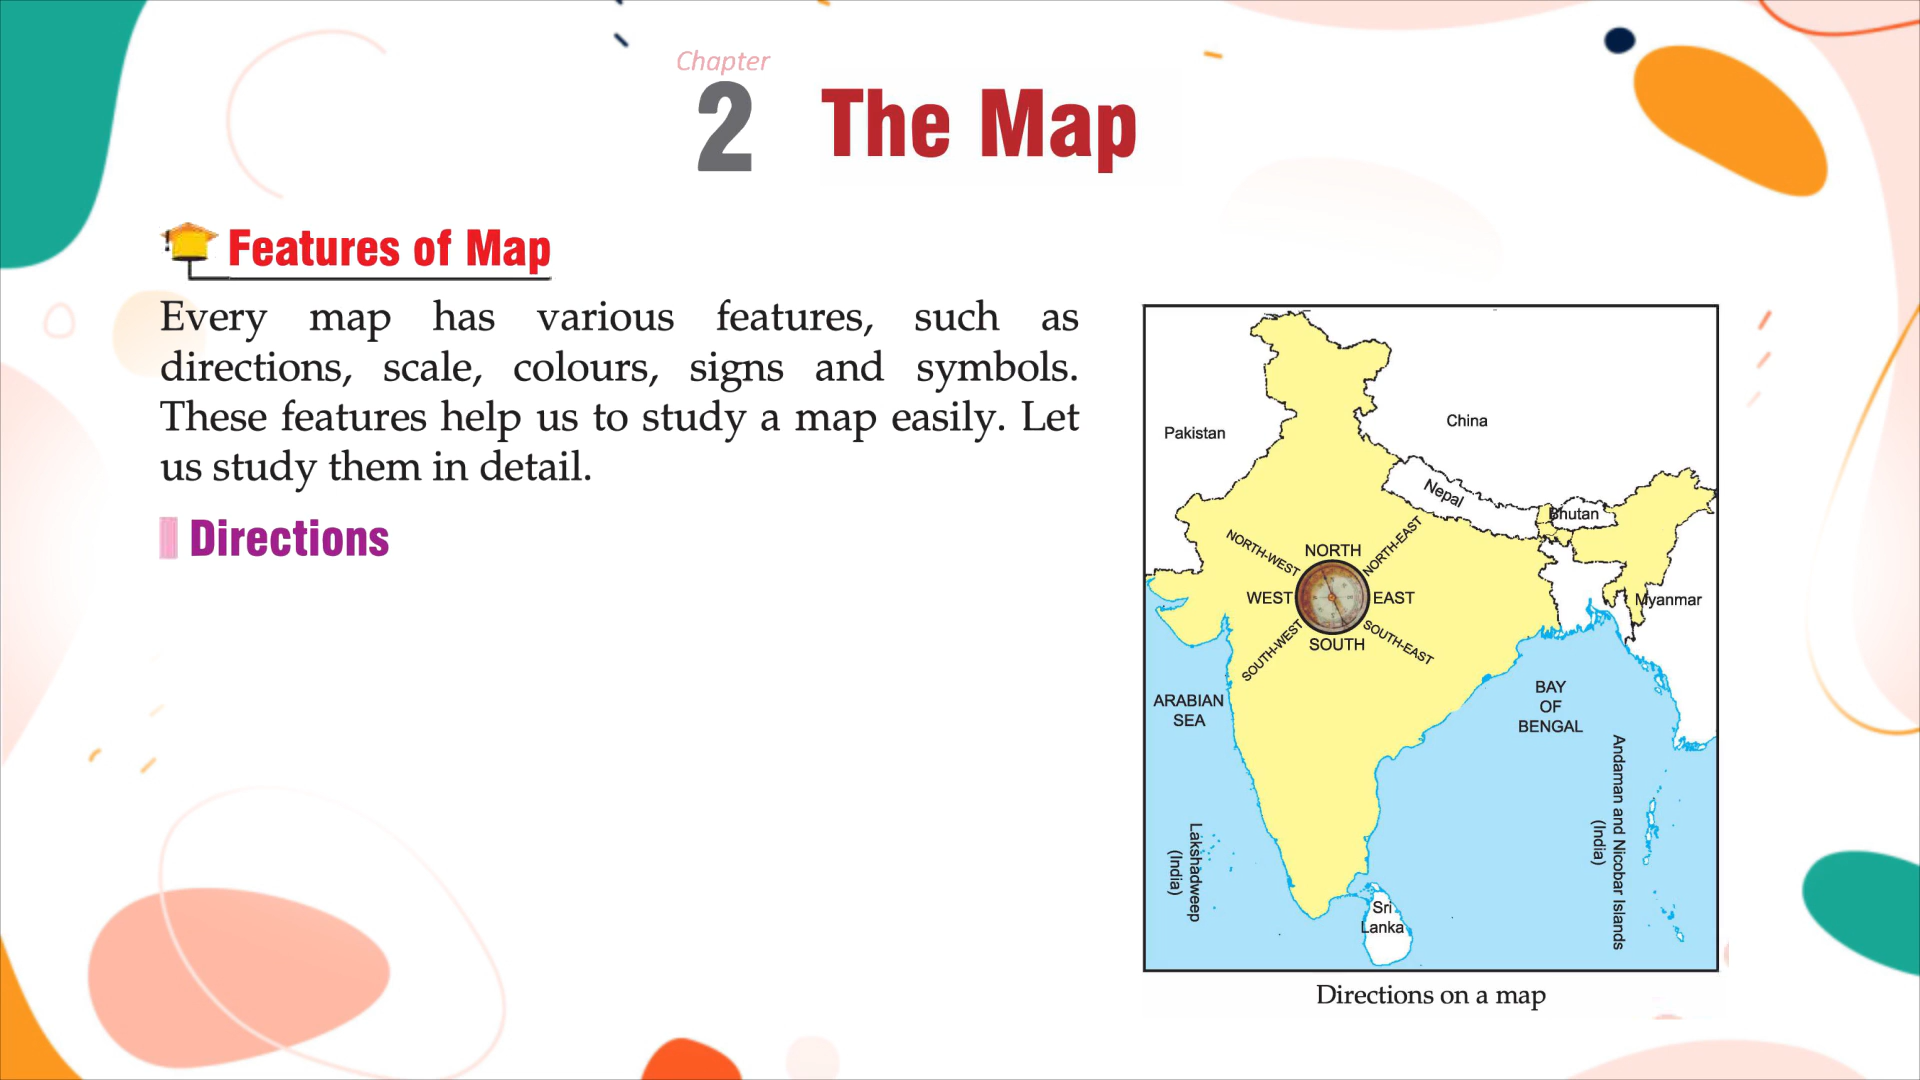 Chapter
2 The Map
Features of Map
Every map has various features, such as
directions, scale, colours, signs and symbols.
These features help us to study a map easily. Let
us study them in detail.
Directions
Pakistan
China
Nepal
Bhutan
NORTH-WEST
NORTH
NORTH-EAST
WEST
EAST
Myanmar
SOUTH-WEST
SOUTH
SOUTH-EAST
ARABIAN
SEA
BAY
OF
BENGAL
Lakshadweep
(India)
Andaman and Nicobar Islands
(India)
Sri
Lanka
Directions on a map